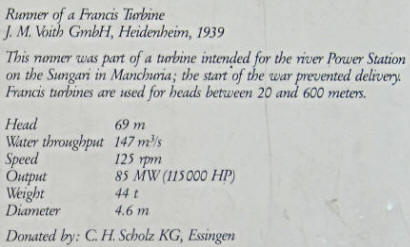 Runner of a Francis Turbine
J. M. Voith GmbH, Heidenheim, 1939
This runner was part of a turbine intended for the river Power Station
on the Sungari in Manchuria; the start of the war prevented delivery.
Francis turbines are used for heads between 20 and 600 meters.
Head 69 m
Water throughput 147 m³/s
Speed 125 rpm
Output 85 MW (115 000 HP)
Weight 44 t
Diameter 4.6 m
Donated by: C. H. Scholz KG, Essingen